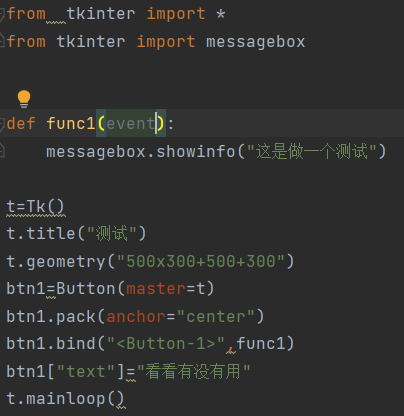 from  tkinter import *
from tkinter import messagebox
def func1(event):
    messagebox.showinfo("这是做一个测试")
t=Tk()
t.title("测试")
t.geometry("500x300+500+300")
btn1=Button(master=t)
btn1.pack(anchor="center")
btn1.bind("<Button-1>",func1)
btn1["text"]="看看有没有用"
t.mainloop()